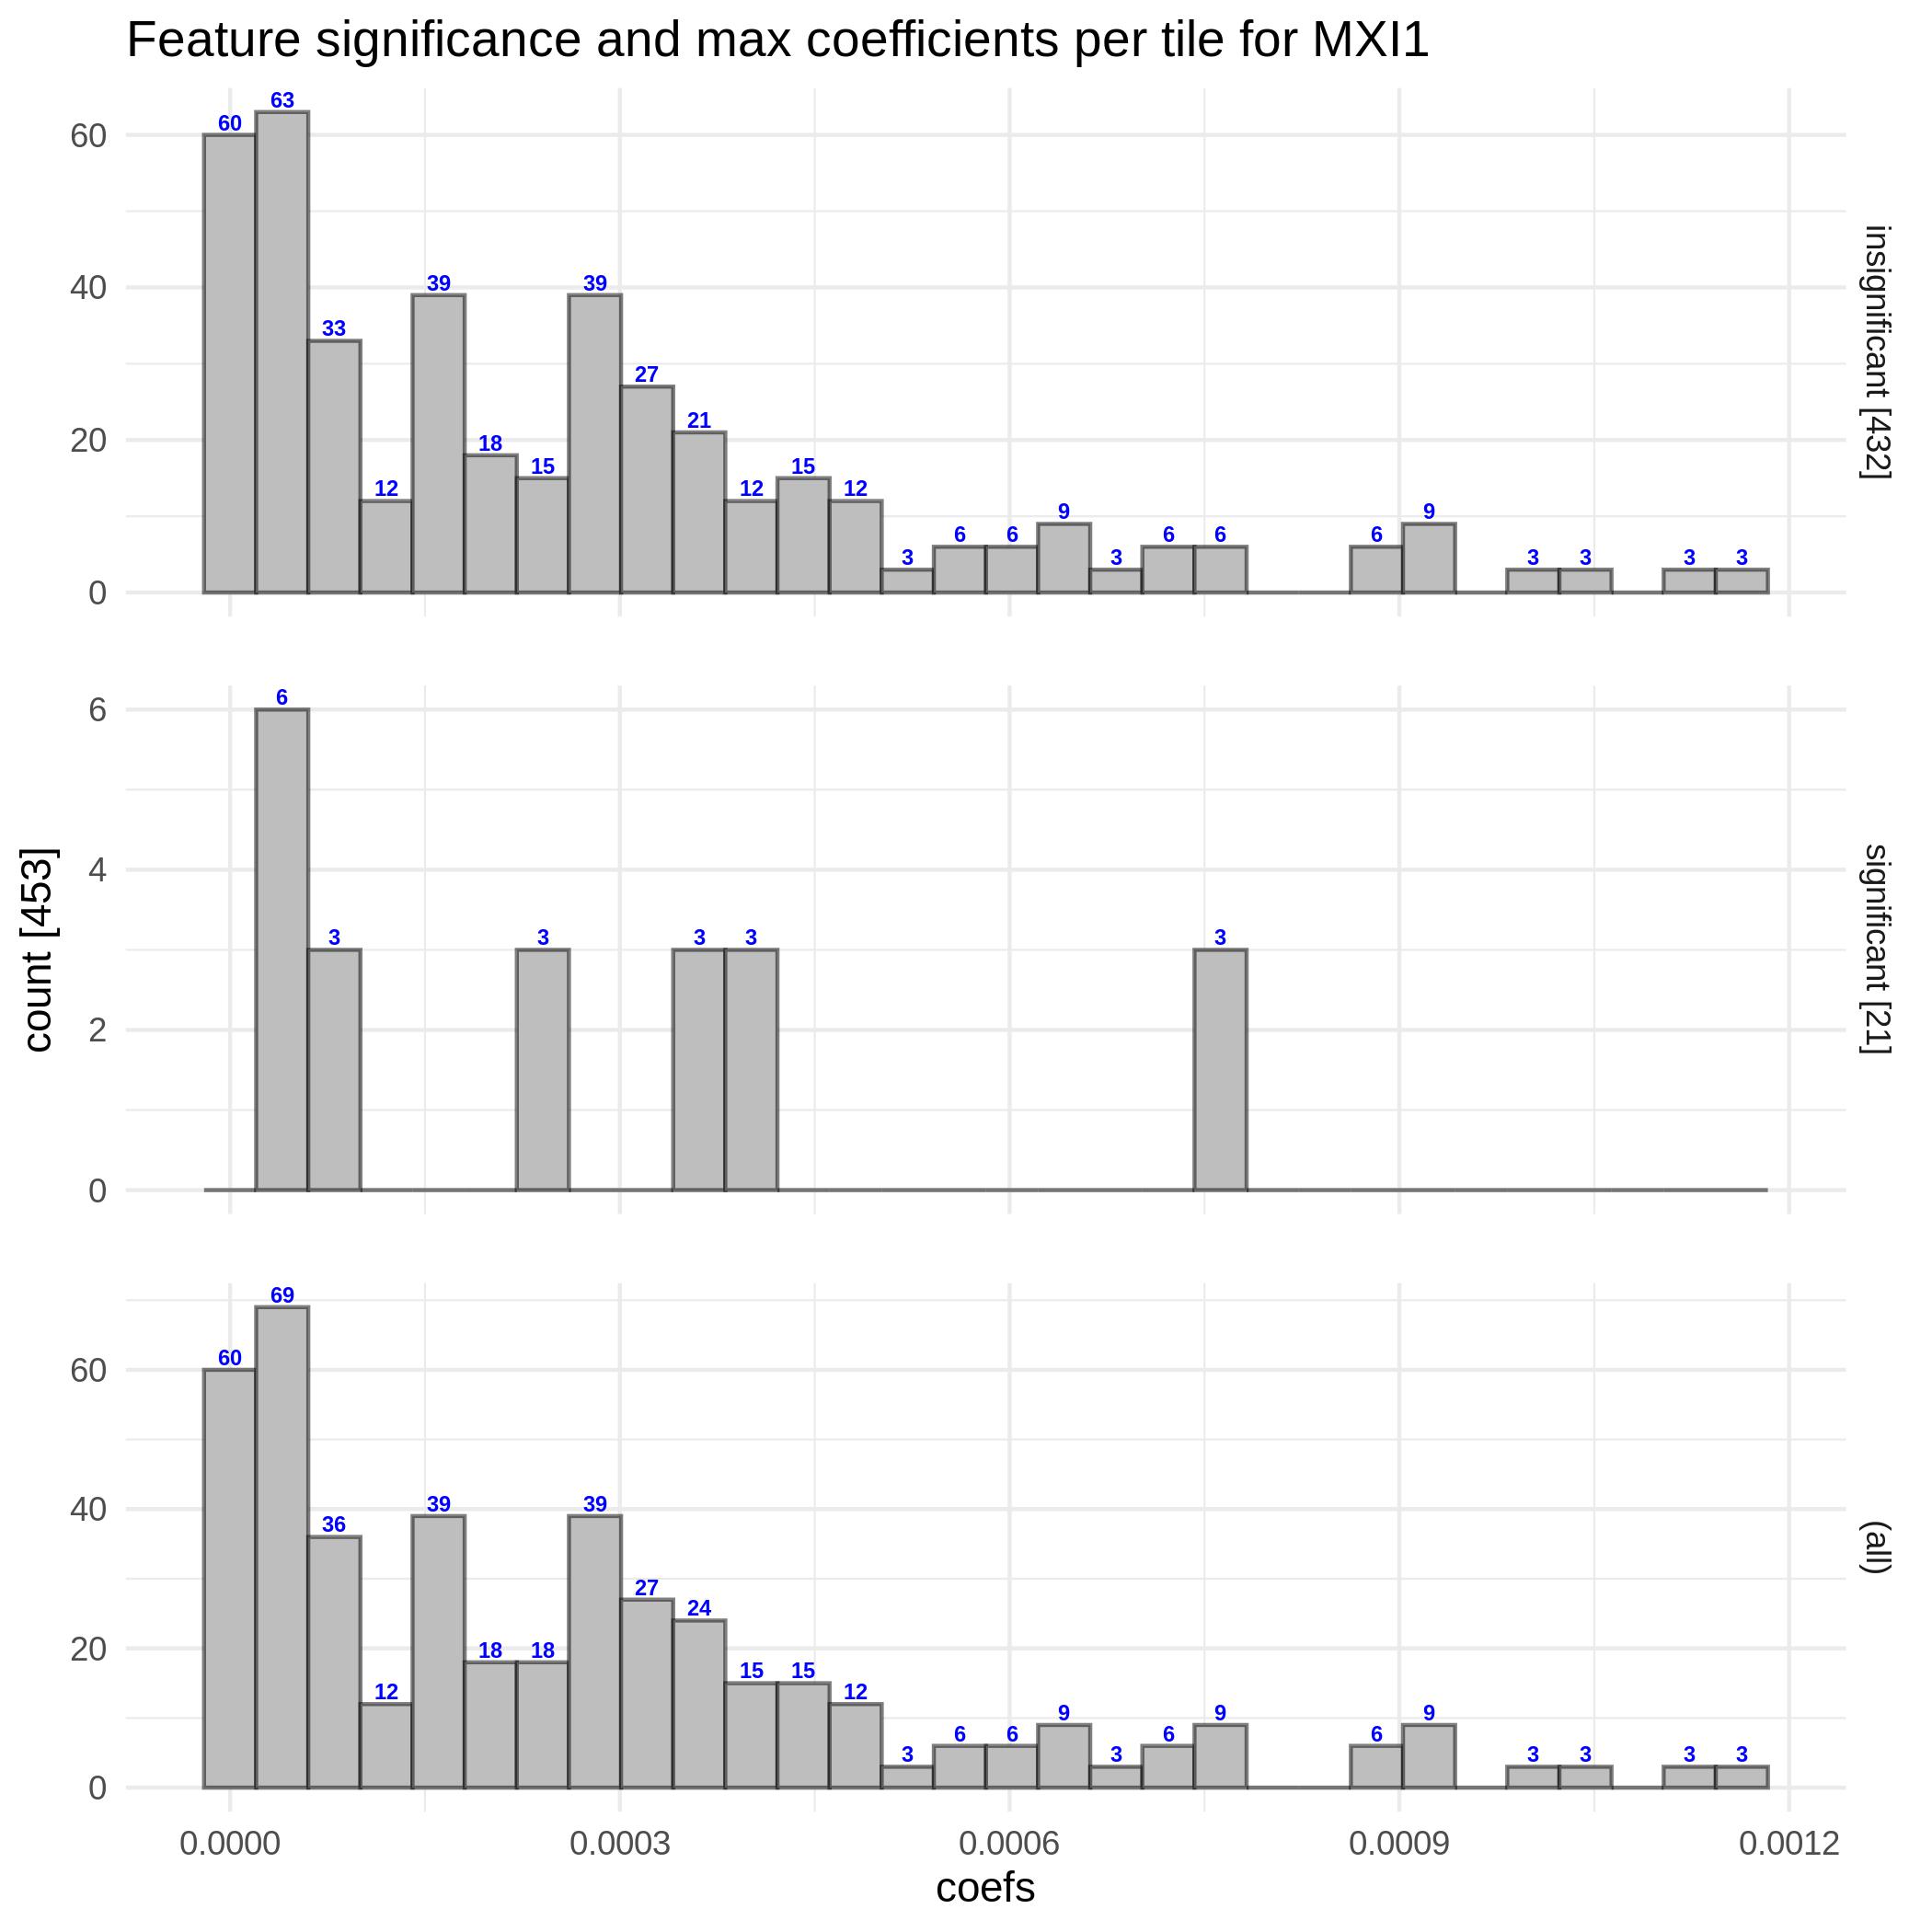 Feature significance and max coefficients per tile for MXI1
60 63 33 12 39 18 15 39 27 21 12 15 12 3 6 6 9 3 6 6 6 9 3 3 3 3
60
40
20
0
insignificant [432]
6 3 3 3 3 3
6
4
2
0
significant [21]
count [453]
60 69 36 12 39 18 18 39 27 24 15 15 12 3 6 6 9 3 6 9 6 9 3 3 3 3
60
40
20
0
(all)
0.0000 0.0003 0.0006 0.0009 0.0012
coefs